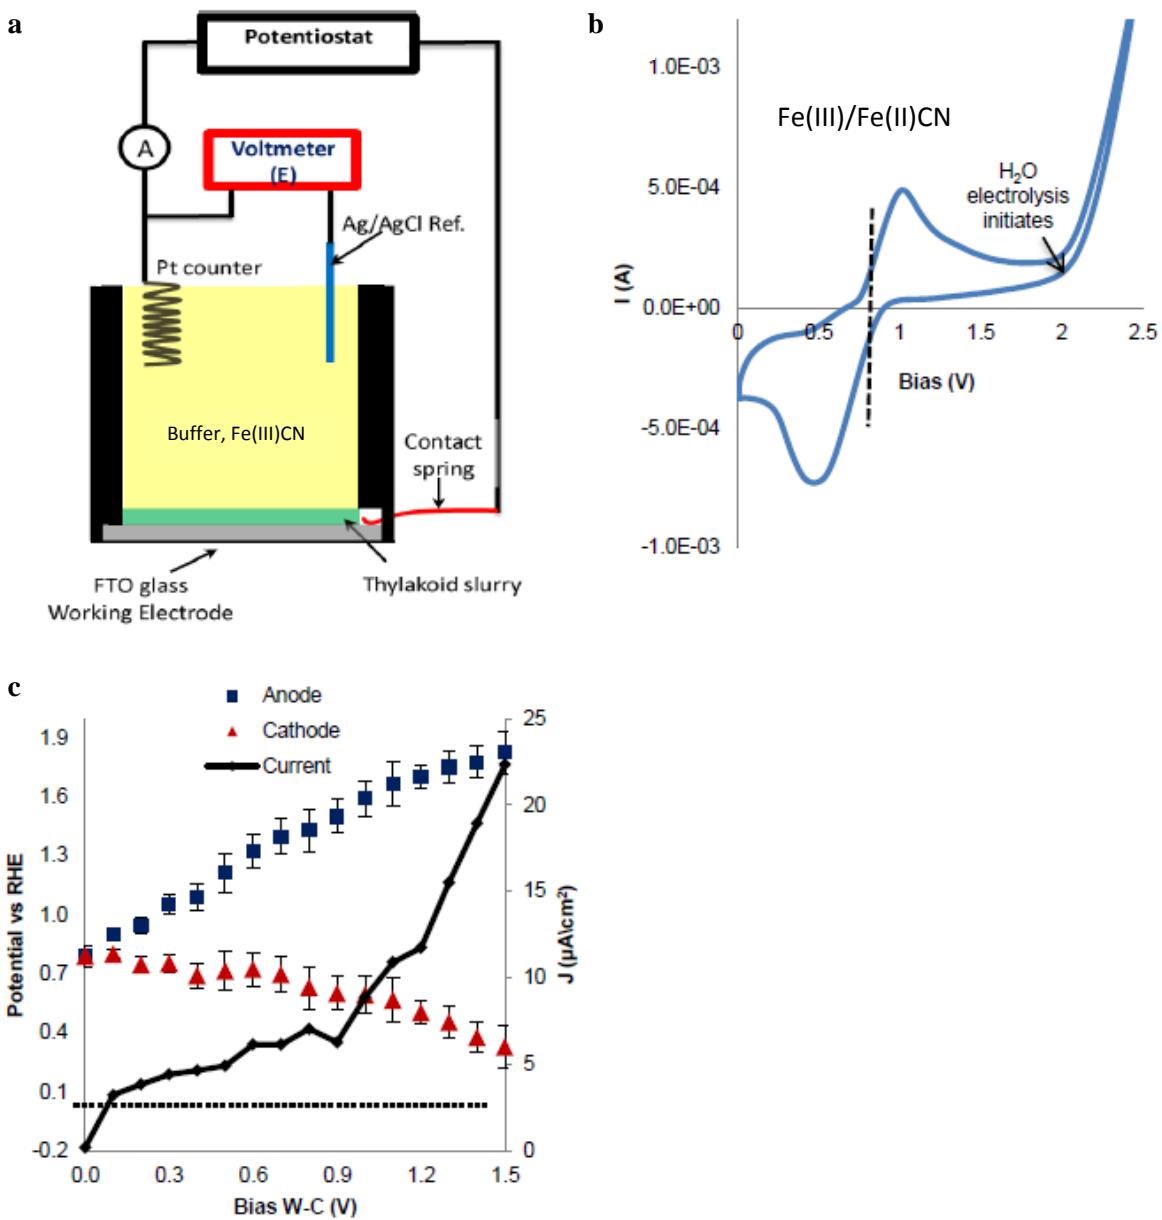 a
Potentiostat
A
Voltmeter
(E)
Ag/AgCl Ref.
Pt counter
Buffer, Fe(III)CN
Contact
spring
FTO glass
Working Electrode
Thylakoid slurry
b
1.0E-03
5.0E-04
0.0E+00
-5.0E-04
-1.0E-03
I (A)
Fe(III)/Fe(II)CN
H₂O
electrolysis
initiates
0 0.5 1 1.5 2 2.5
Bias (V)
c
Anode
Cathode
Current
1.9
1.6
1.3
1.0
0.7
0.4
0.1
-0.2
Potential vs RHE
25
20
15
10
5
0
J (µA\cm²)
0.0 0.3 0.6 0.9 1.2 1.5
Bias W-C (V)